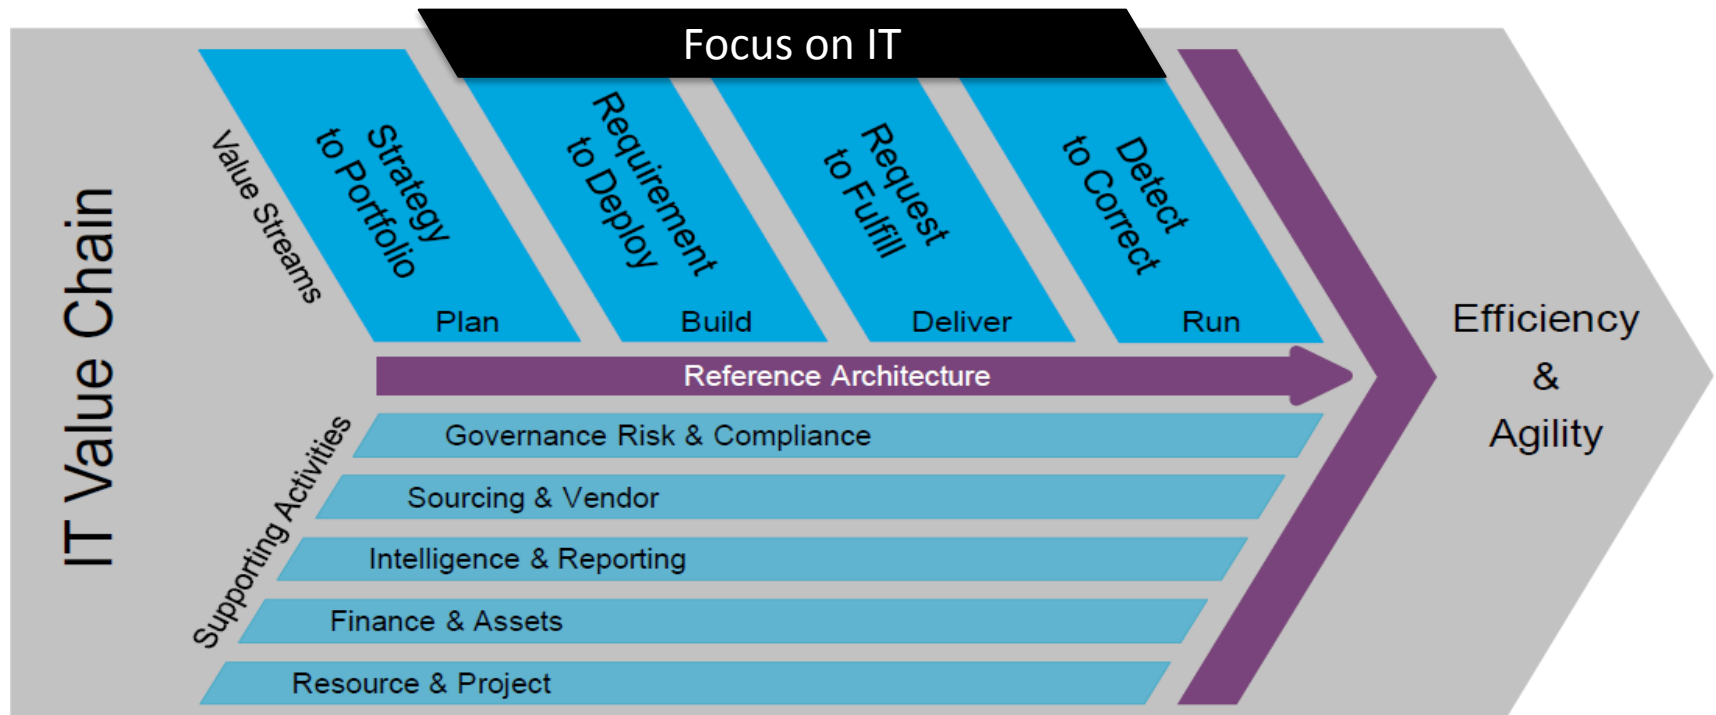 Focus on IT
IT Value Chain
Value Streams
Strategy
to Portfolio
Plan
Requirement
to Deploy
Build
Request
to Fulfill
Deliver
Detect
to Correct
Run
Reference Architecture
Supporting Activities
Governance Risk & Compliance
Sourcing & Vendor
Intelligence & Reporting
Finance & Assets
Resource & Project
Efficiency
&
Agility